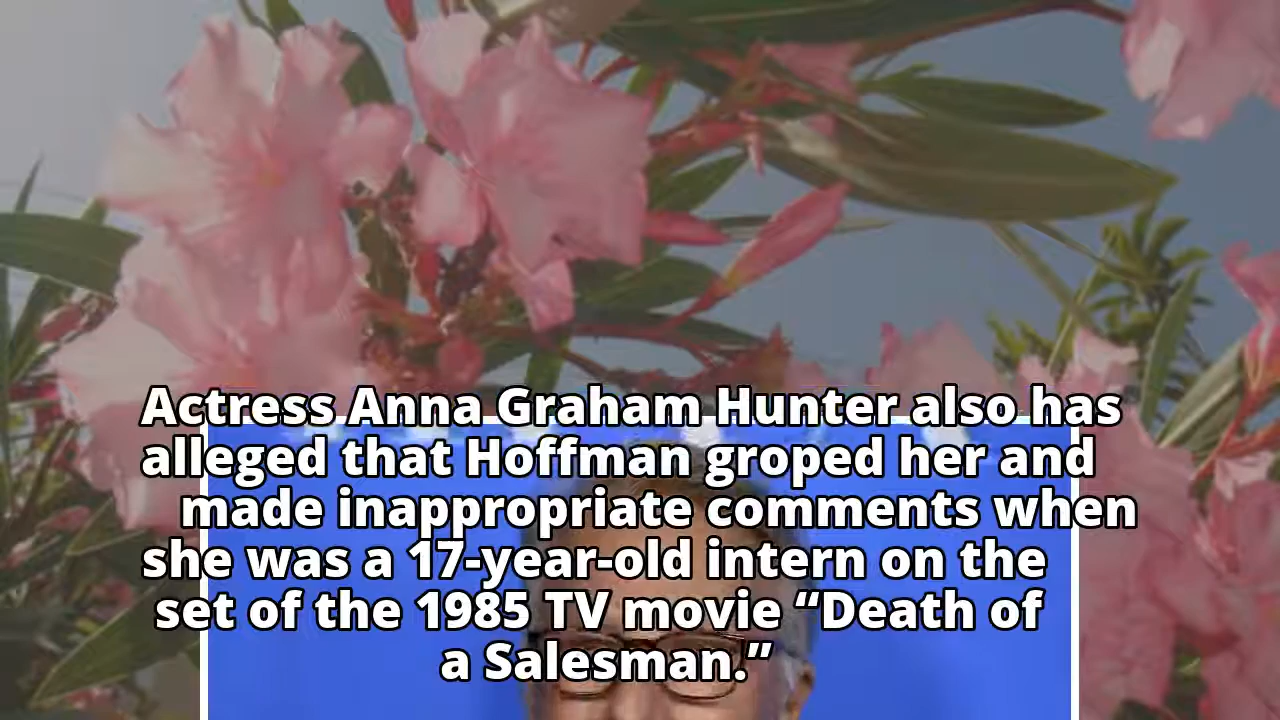 Actress Anna Graham Hunter also has
alleged that Hoffman groped her and
made inappropriate comments when
she was a 17-year-old intern on the
set of the 1985 TV movie “Death of
a Salesman.”